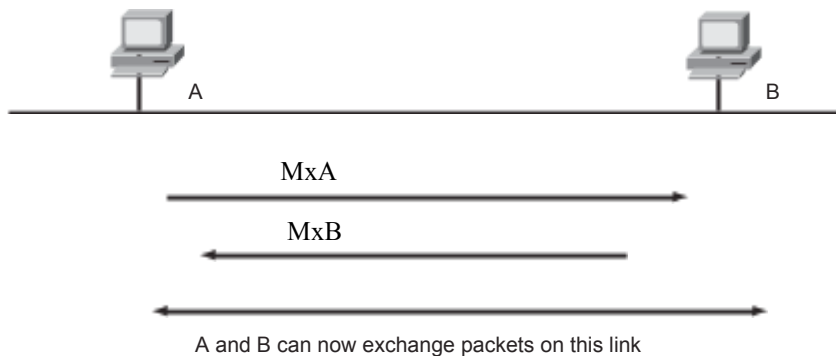 A
B
MxA
MxB
A and B can now exchange packets on this link